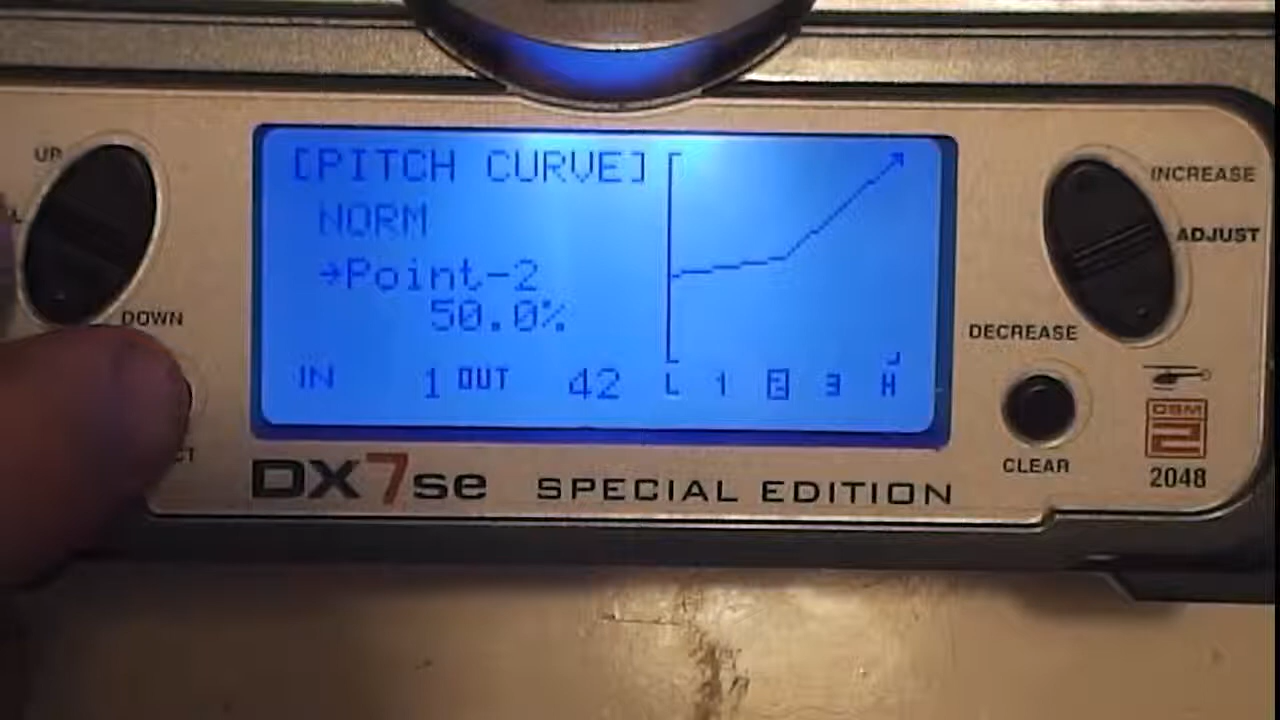 UP
[PITCH CURVE]
NORM
→Point-2
50.0%
IN 1 OUT 42
L 1 2 3 H
DOWN
INCREASE
ADJUST
DECREASE
CLEAR
DSM
2
2048
DX7se SPECIAL EDITION